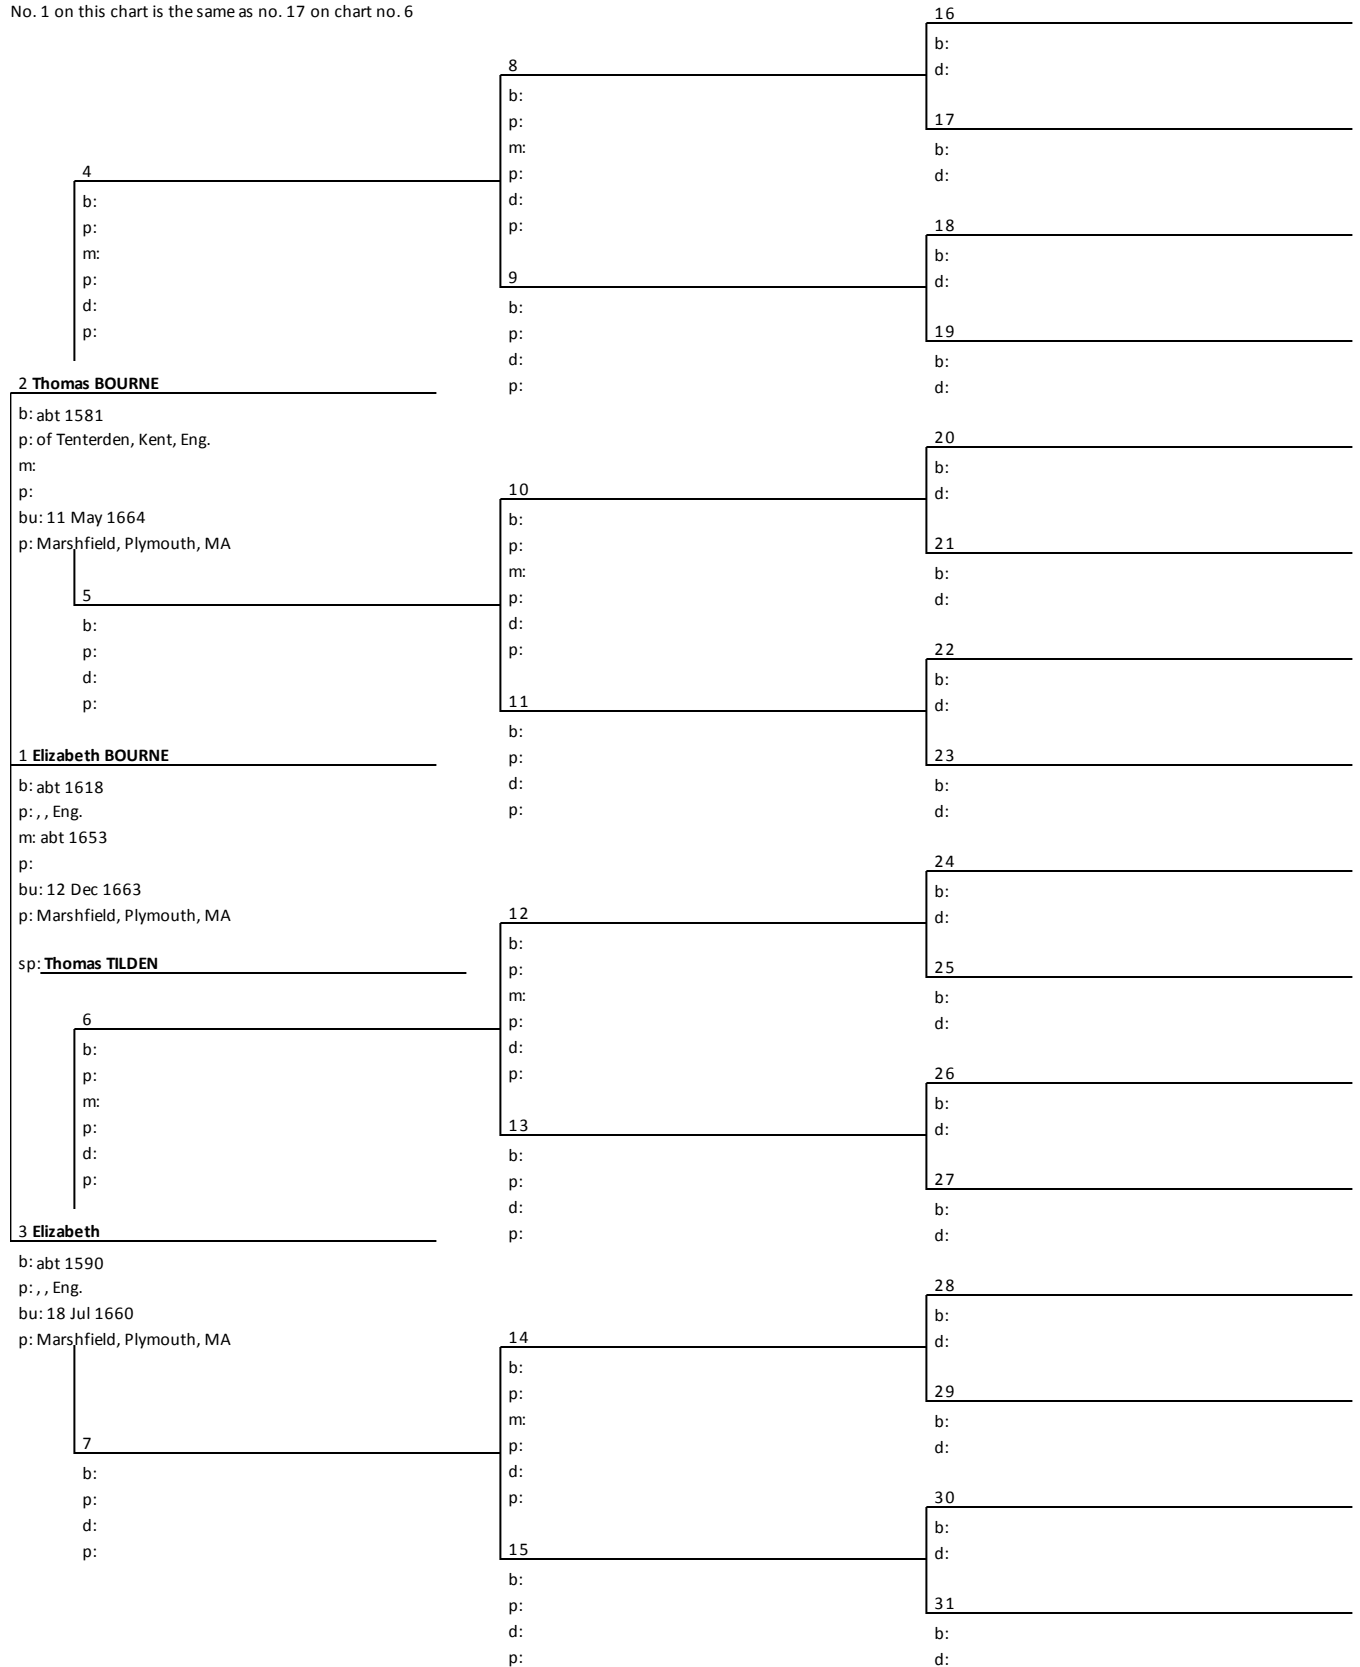 No. 1 on this chart is the same as no. 17 on chart no. 6
4
b:
p:
m:
p:
d:
p:
2 Thomas BOURNE
b: abt 1581
p: of Tenterden, Kent, Eng.
m:
p:
bu: 11 May 1664
p: Marshfield, Plymouth, MA
5
b:
p:
d:
p:
1 Elizabeth BOURNE
b: abt 1618
p: , , Eng.
m: abt 1653
p:
bu: 12 Dec 1663
p: Marshfield, Plymouth, MA
sp: Thomas TILDEN
6
b:
p:
m:
p:
d:
p:
3 Elizabeth
b: abt 1590
p: , , Eng.
bu: 18 Jul 1660
p: Marshfield, Plymouth, MA
7
b:
p:
d:
p:
8
b:
p:
m:
p:
d:
p:
9
b:
p:
d:
p:
10
b:
p:
m:
p:
d:
p:
11
b:
p:
d:
p:
12
b:
p:
m:
p:
d:
p:
13
b:
p:
d:
p:
14
b:
p:
m:
p:
d:
p:
15
b:
p:
d:
p:
16
b:
d:
17
b:
d:
18
b:
d:
19
b:
d:
20
b:
d:
21
b:
d:
22
b:
d:
23
b:
d:
24
b:
d:
25
b:
d:
26
b:
d:
27
b:
d:
28
b:
d:
29
b:
d:
30
b:
d:
31
b:
d: